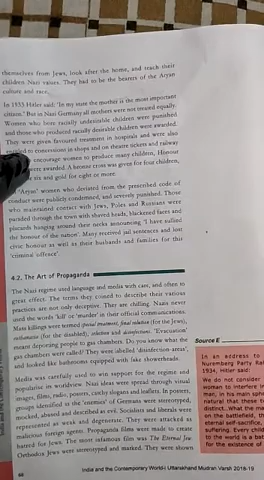 themselves from Jews, look after the home, and teach their
children Nazi values. They had to be the bearers of the Aryan
culture and race.
In 1933 Hitler said: 'In my state the mother is the most important
citizen.' But in Nazi Germany all mothers were not treated equally.
Women who bore racially undesirable children were punished
and those who produced racially desirable children were awarded.
They were given favoured treatment in hospitals and were also
to concessions in shops and on theatre tickets and railway
encourage women to produce many children, Honour
were awarded. A bronze cross was given for four children,
six and gold for eight or more.
'Aryan' women who deviated from the prescribed code of
conduct were publicly condemned, and severely punished. Those
who maintained contact with Jews, Poles and Russians were
paraded through the town with shaved heads, blackened faces and
placards hanging around their necks announcing 'I have sullied
the honour of the nation'. Many received jail sentences and lost
civic honour as well as their husbands and families for this
'criminal offence'.
4.2. The Art of Propaganda
The Nazi regime used language and media with care, and often to
great effect. The terms they coined to describe their various
practices are not only deceptive. They are chilling. Nazis never
used the words 'kill' or 'murder' in their official communications.
Mass killings were termed special treatment, final solution (for the Jews),
euthanasia (for the disabled), selection and disinfections. 'Evacuation'
meant deporting people to gas chambers. Do you know what the
gas chambers were called? They were labelled 'disinfection-areas',
and looked like bathrooms equipped with fake showerheads.
Media was carefully used to win support for the regime and
popularise its worldview. Nazi ideas were spread through visual
images, films, radio, posters, catchy slogans and leaflets. In posters,
groups identified as the 'enemies' of Germans were stereotyped,
mocked, abused and described as evil. Socialists and liberals were
represented as weak and degenerate. They were attacked as
malicious foreign agents. Propaganda films were made to create
hatred for Jews. The most infamous film was The Eternal Jew.
Orthodox Jews were stereotyped and marked. They were shown
Source E
In an address to
Nuremberg Party Ral
1934, Hitler said:
We do not consider
woman to interfere i
man, in his main sph
natural that these t
distinct...What the ma
on the battlefield, th
eternal self-sacrifice,
suffering. Every child
to the world is a bat
for the existence of
India and the Contemporary World-I Uttarakhand Mudran Varsh 2018-19